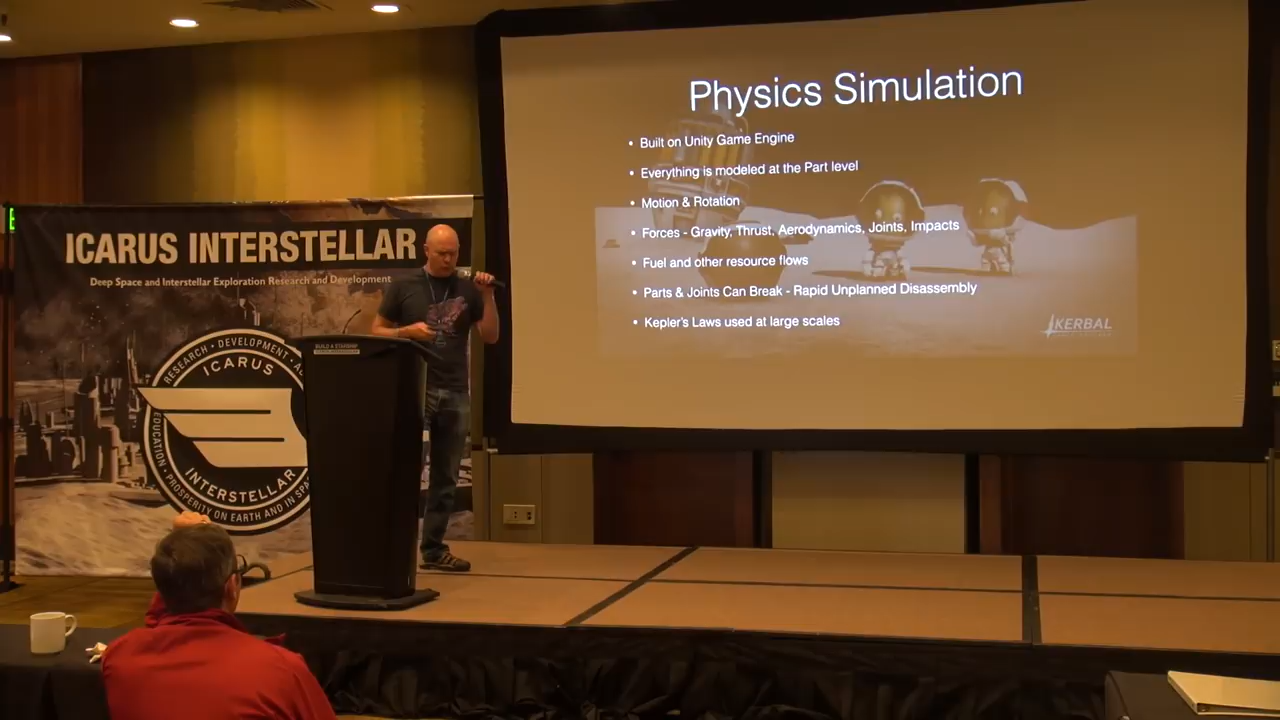 Physics Simulation
• Built on Unity Game Engine
• Everything is modeled at the Part level
• Motion & Rotation
• Forces - Gravity, Thrust, Aerodynamics, Joints, Impacts
• Fuel and other resource flows
• Parts & Joints Can Break - Rapid Unplanned Disassembly
• Kepler's Laws used at large scales
KERBAL
ICARUS INTERSTELLAR
Deep Space and Interstellar Exploration Research and Development
RESEARCH • DEVELOPMENT •
ICARUS
INTERSTELLAR
EDUCATION • PROSPERITY ON EARTH AND IN
BUILD A STARSHIP